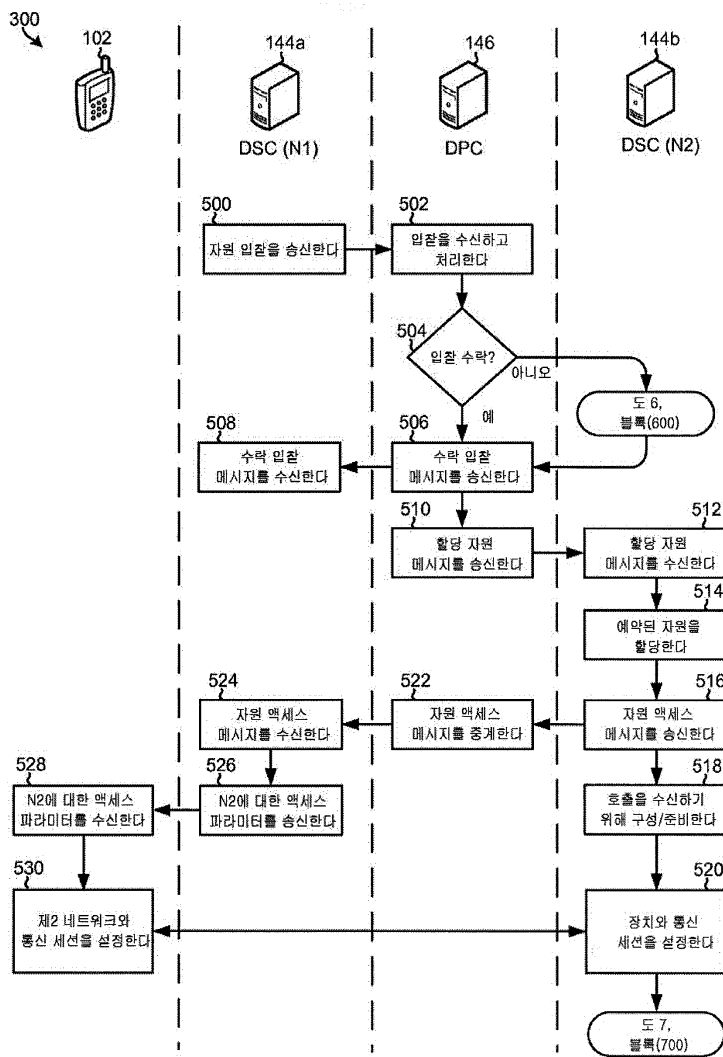 300
102
144a
146
144b
DSC (N1)
DPC
DSC (N2)
500
자원 입찰을 송신한다
502
입찰을 수신하고
처리한다
504
입찰 수락?
아니오
예
도 6,
블록(600)
508
수락 입찰
메시지를 수신한다
506
수락 입찰
메시지를 송신한다
510
할당 자원
메시지를 송신한다
512
할당 자원
메시지를 수신한다
514
예약된 자원을
할당한다
524
자원 액세스
메시지를 수신한다
522
자원 액세스
메시지를 중계한다
516
자원 액세스
메시지를 송신한다
528
N2에 대한 액세스
파라미터를 수신한다
526
N2에 대한 액세스
파라미터를 송신한다
518
호출을 수신하기
위해 구성/준비한다
530
제2 네트워크와
통신 세션을 설정한다
520
장치와 통신
세션을 설정한다
도 7,
블록(700)